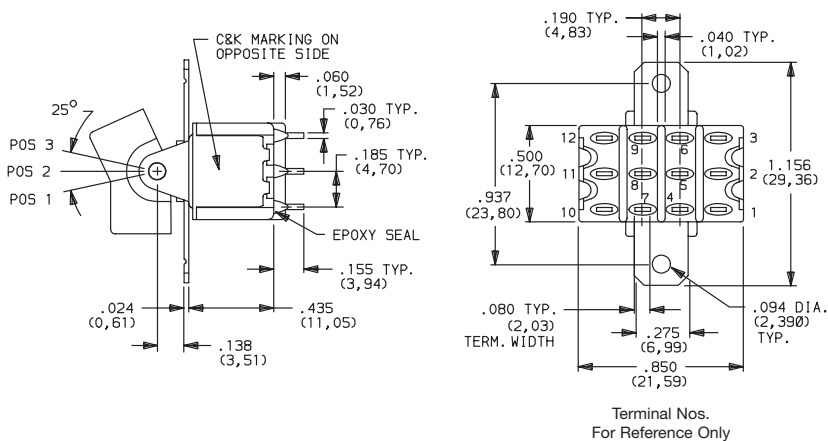 C&K MARKING ON
OPPOSITE SIDE
.060
(1,52)
.030 TYP.
(0,76)
25°
POS 3
POS 2
POS 1
.185 TYP.
(4,70)
EPOXY SEAL
.155 TYP.
(3,94)
.024
(0,61)
.435
(11,05)
.138
(3,51)
.190 TYP.
(4,83)
.040 TYP.
(1,02)
12
9
6
3
.500
(12,70)
11
8
5
2
1.156
(29,36)
.937
(23,80)
10
7
4
1
.080 TYP.
(2,03)
TERM. WIDTH
.275
(6,99)
.094 DIA.
(2,39Ø)
TYP.
.850
(21,59)
Terminal Nos.
For Reference Only